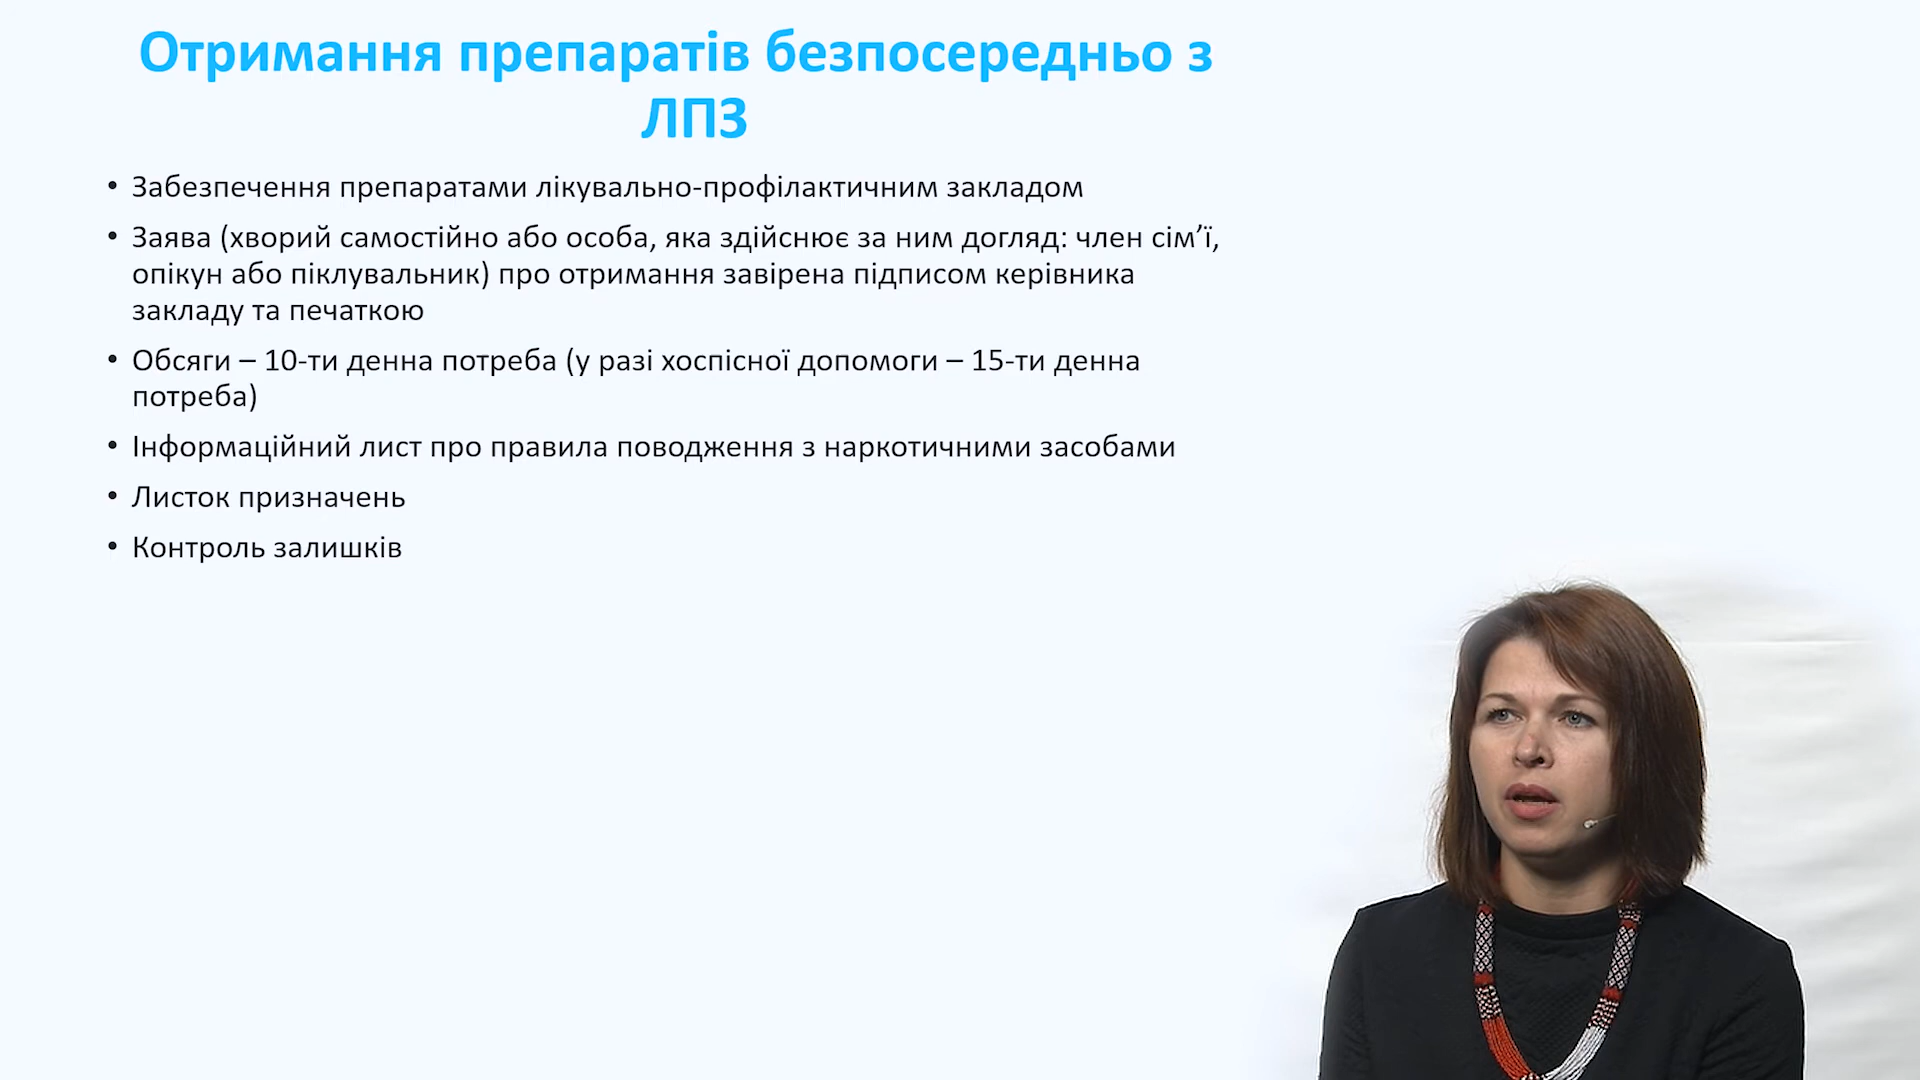 Отримання препаратів безпосередньо з
ЛПЗ
• Забезпечення препаратами лікувально-профілактичним закладом
• Заява (хворий самостійно або особа, яка здійснює за ним догляд: член сім’ї,
опікун або піклувальник) про отримання завірена підписом керівника
закладу та печаткою
• Обсяги – 10-ти денна потреба (у разі хоспісної допомоги – 15-ти денна
потреба)
• Інформаційний лист про правила поводження з наркотичними засобами
• Листок призначень
• Контроль залишків